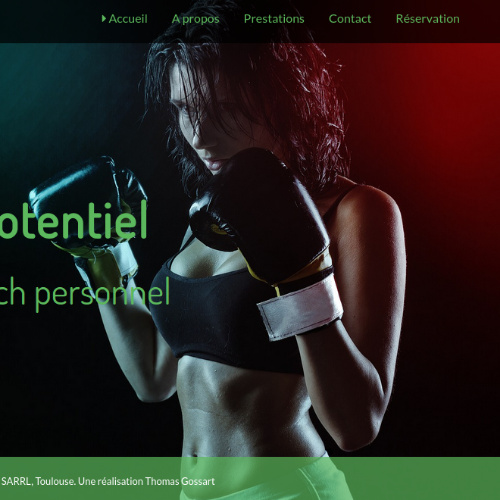 Accueil A propos Prestations Contact Réservation
otentiel
ch personnel
SARRL, Toulouse. Une réalisation Thomas Gossart